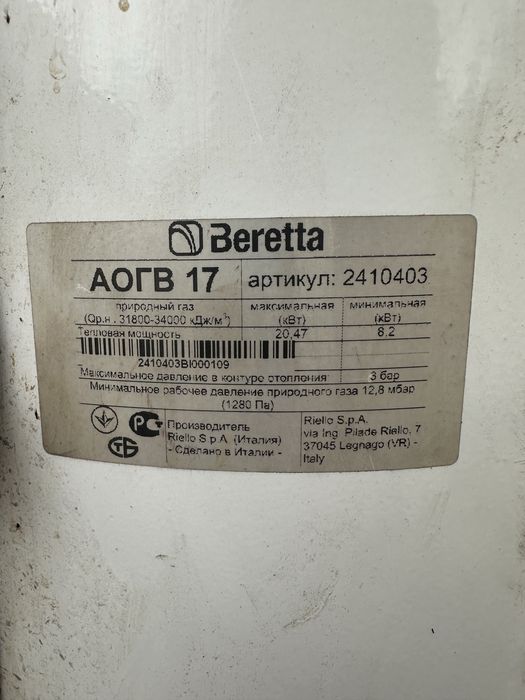 Beretta
АОГВ 17 артикул: 2410403
природный газ максимальная минимальная
(Qр.н. 31800-34000 кДж/м³) (кВт) (кВт)
Тепловая мощность 20,47 8,2
2410403BI000109
Максимальное давление в контуре отопления 3 бар
Минимальное рабочее давление природного газа 12,8 мбар
(1280 Па)
Производитель
Riello S.p.A. (Италия)
- Сделано в Италии -
Riello S.p.A.
via Ing. Pilade Riello, 7
37045 Legnago (VR) -
Italy